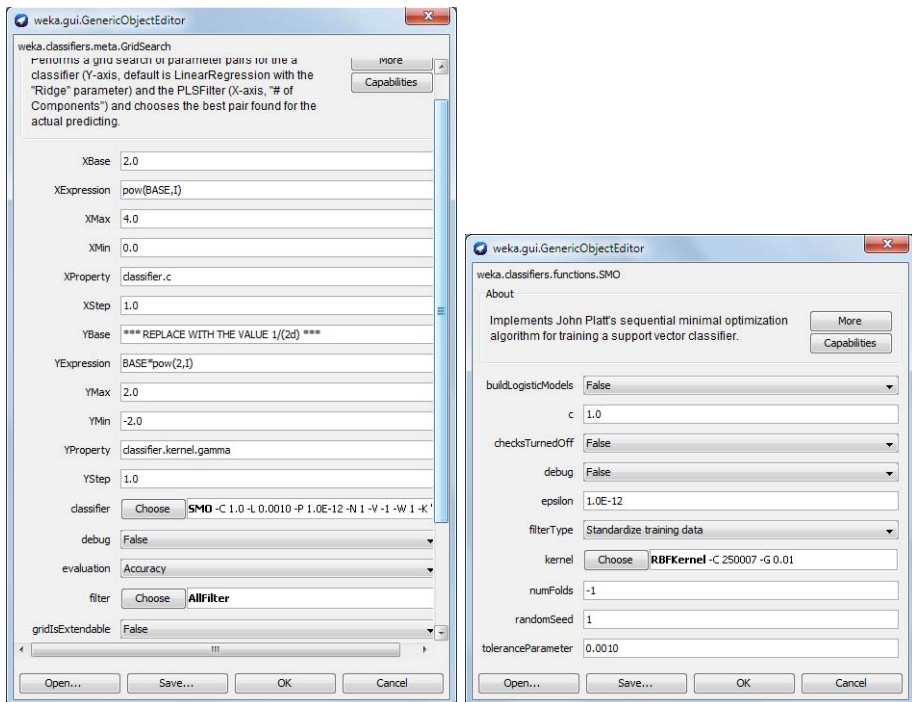 weka.gui.GenericObjectEditor
weka.classifiers.meta.GridSearch
Performs a grid search of parameter pairs for the a
classifier (Y-axis, default is LinearRegression with the
"Ridge" parameter) and the PLSFilter (X-axis, "# of
Components") and chooses the best pair found for the
actual predicting.
More
Capabilities
XBase 2.0
XExpression pow(BASE,I)
XMax 4.0
XMin 0.0
XProperty classifier.c
XStep 1.0
YBase *** REPLACE WITH THE VALUE 1/(2d) ***
YExpression BASE*pow(2,I)
YMax 2.0
YMin -2.0
YProperty classifier.kernel.gamma
YStep 1.0
classifier Choose SMO -C 1.0 -L 0.0010 -P 1.0E-12 -N 1 -V -1 -W 1 -K "
debug False
evaluation Accuracy
filter Choose AllFilter
gridIsExtendable False
Open... Save... OK Cancel
weka.gui.GenericObjectEditor
weka.classifiers.functions.SMO
About
Implements John Platt's sequential minimal optimization
algorithm for training a support vector classifier.
More
Capabilities
buildLogisticModels False
c 1.0
checksTurnedOff False
debug False
epsilon 1.0E-12
filterType Standardize training data
kernel Choose RBFKernel -C 250007 -G 0.01
numFolds -1
randomSeed 1
toleranceParameter 0.0010
Open... Save... OK Cancel